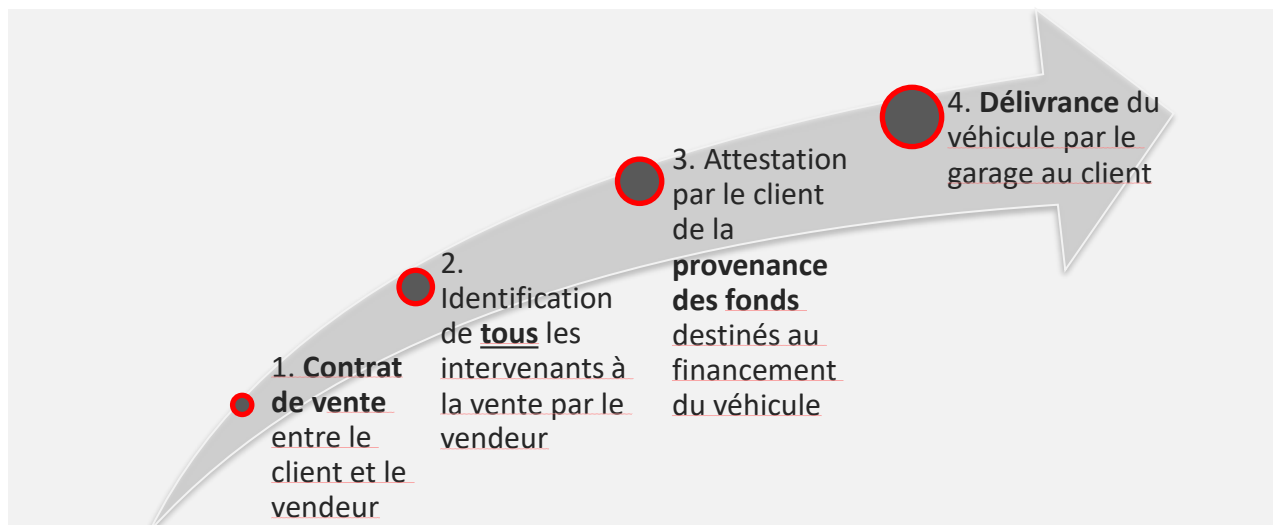 1. Contrat
de vente
entre le
client et le
vendeur
2.
Identification
de tous les
intervenants à
la vente par le
vendeur
3. Attestation
par le client
de la
provenance
des fonds
destinés au
financement
du véhicule
4. Délivrance du
véhicule par le
garage au client